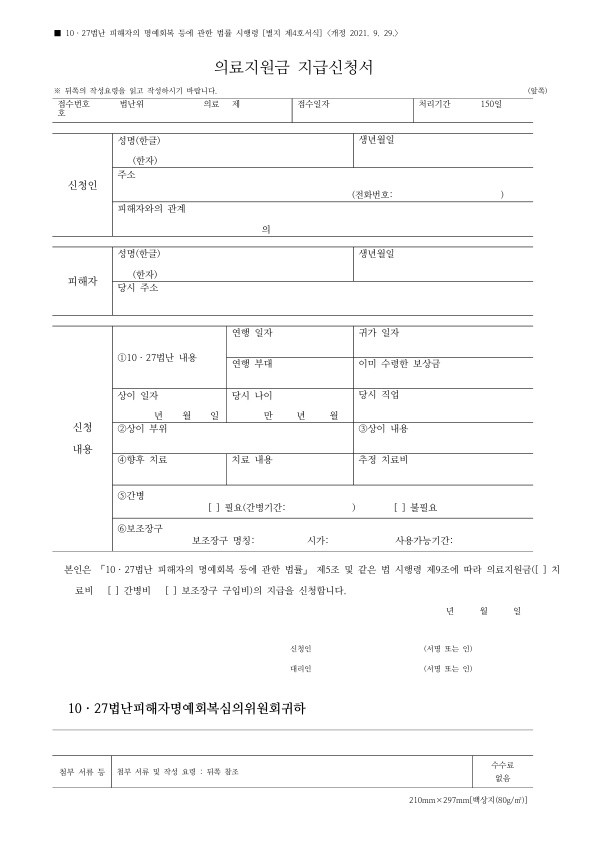 ■ 10ㆍ27법난 피해자의 명예회복 등에 관한 법률 시행령 [별지 제4호서식] <개정 2021. 9. 29.>
의료지원금 지급신청서
※ 뒤쪽의 작성요령을 읽고 작성하시기 바랍니다. (앞쪽)
접수번호 법난위 의료 제 호 접수일자 처리기간 150일
신청인
성명(한글) 생년월일
(한자)
주소
(전화번호: )
피해자와의 관계
의
피해자
성명(한글) 생년월일
(한자)
당시 주소
신청 내용
①10ㆍ27법난 내용
연행 일자 귀가 일자
연행 부대 이미 수령한 보상금
상이 일자 당시 나이 당시 직업
년 월 일 만 년 월
②상이 부위 ③상이 내용
④향후 치료 치료 내용 추정 치료비
⑤간병
[ ] 필요(간병기간: ) [ ] 불필요
⑥보조장구
보조장구 명칭: 시가: 사용가능기간:
본인은 「10ㆍ27법난 피해자의 명예회복 등에 관한 법률」 제5조 및 같은 법 시행령 제9조에 따라 의료지원금([ ] 치
료비 [ ] 간병비 [ ] 보조장구 구입비)의 지급을 신청합니다.
년 월 일
신청인 (서명 또는 인)
대리인 (서명 또는 인)
10ㆍ27법난피해자명예회복심의위원회귀하
첨부 서류 등 첨부 서류 및 작성 요령 : 뒤쪽 참조
수수료
없음
210mm×297mm[백상지(80g/㎡)]